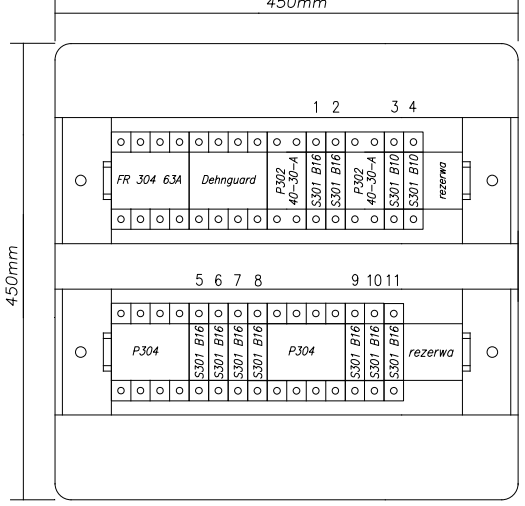 450mm
1 2 3 4
FR 304 63A
Dehnguard
P302
40-30-A
S301 B16
S301 B16
P302
40-30-A
S301 B10
S301 B10
rezerwa
450mm
5 6 7 8 9 10 11
P304
S301 B16
S301 B16
S301 B16
S301 B16
P304
S301 B16
S301 B16
S301 B16
rezerwa